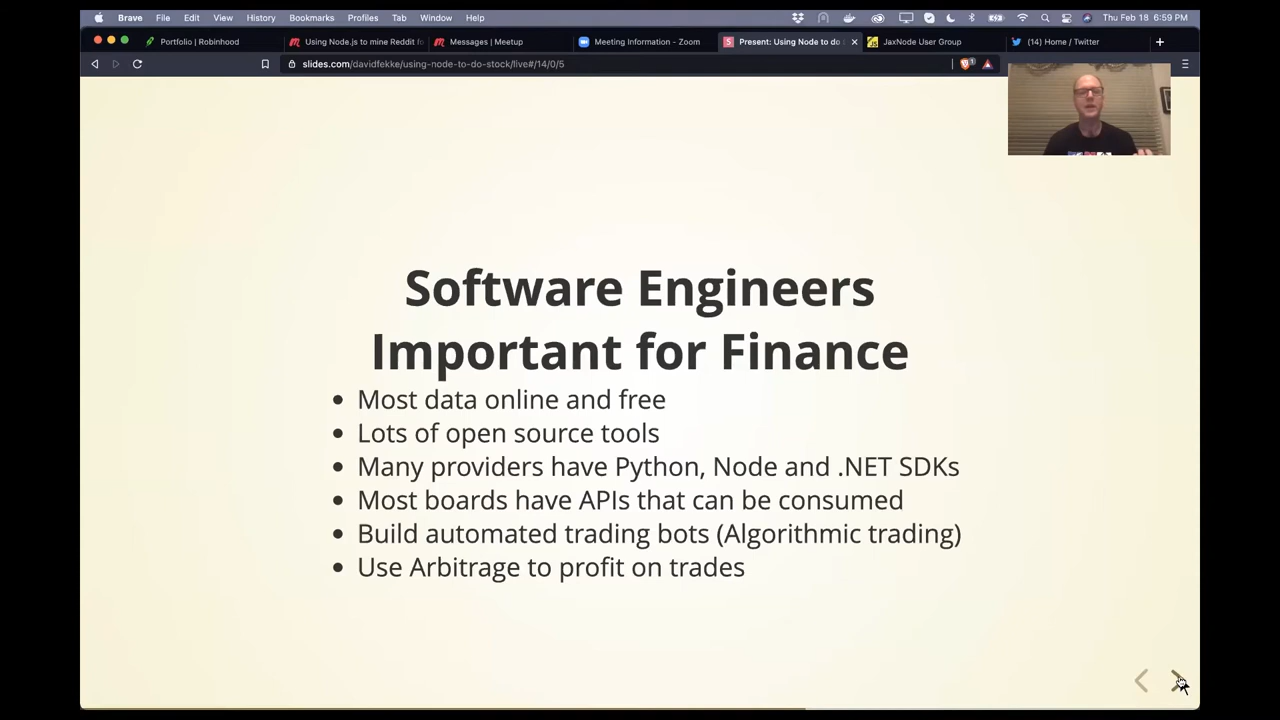 Brave File Edit View History Bookmarks Profiles Tab Window Help Thu Feb 18 6:59 PM
Portfolio | Robinhood Using Node.js to mine Reddit fo Messages | Meetup Meeting Information - Zoom Present: Using Node to do JaxNode User Group (14) Home / Twitter
slides.com/davidfekke/using-node-to-do-stock/live#/14/0/5
Software Engineers
Important for Finance
• Most data online and free
• Lots of open source tools
• Many providers have Python, Node and .NET SDKs
• Most boards have APIs that can be consumed
• Build automated trading bots (Algorithmic trading)
• Use Arbitrage to profit on trades